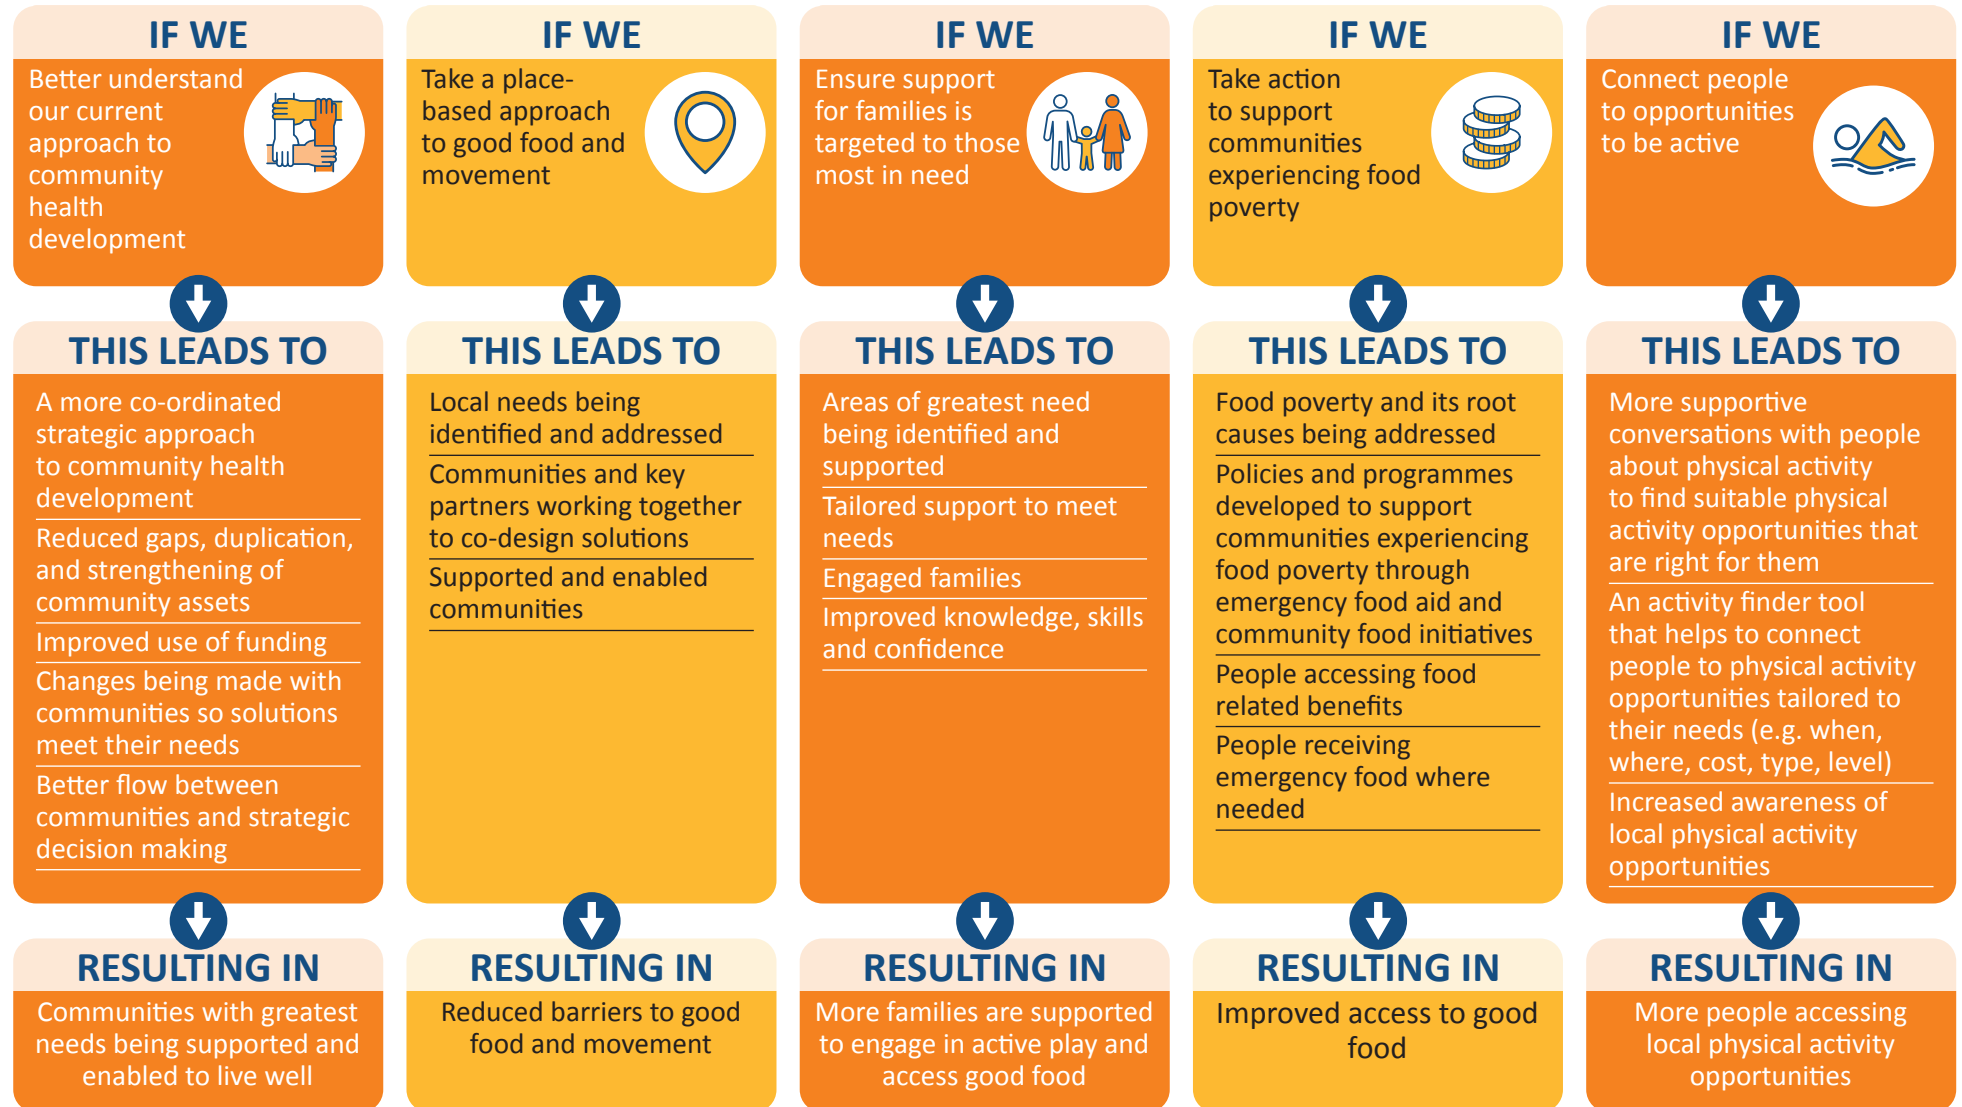 IF WE
Better understand
our current
approach to
community
health
development
THIS LEADS TO
A more co-ordinated
strategic approach
to community health
development
Reduced gaps, duplication,
and strengthening of
community assets
Improved use of funding
Changes being made with
communities so solutions
meet their needs
Better flow between
communities and strategic
decision making
RESULTING IN
Communities with greatest
needs being supported and
enabled to live well
IF WE
Take a place-
based approach
to good food and
movement
THIS LEADS TO
Local needs being
identified and addressed
Communities and key
partners working together
to co-design solutions
Supported and enabled
communities
RESULTING IN
Reduced barriers to good
food and movement
IF WE
Ensure support
for families is
targeted to those
most in need
THIS LEADS TO
Areas of greatest need
being identified and
supported
Tailored support to meet
needs
Engaged families
Improved knowledge, skills
and confidence
RESULTING IN
More families are supported
to engage in active play and
access good food
IF WE
Take action
to support
communities
experiencing food
poverty
THIS LEADS TO
Food poverty and its root
causes being addressed
Policies and programmes
developed to support
communities experiencing
food poverty through
emergency food aid and
community food initiatives
People accessing food
related benefits
People receiving
emergency food where
needed
RESULTING IN
Improved access to good
food
IF WE
Connect people
to opportunities
to be active
THIS LEADS TO
More supportive
conversations with people
about physical activity
to find suitable physical
activity opportunities that
are right for them
An activity finder tool
that helps to connect
people to physical activity
opportunities tailored to
their needs (e.g. when,
where, cost, type, level)
Increased awareness of
local physical activity
opportunities
RESULTING IN
More people accessing
local physical activity
opportunities